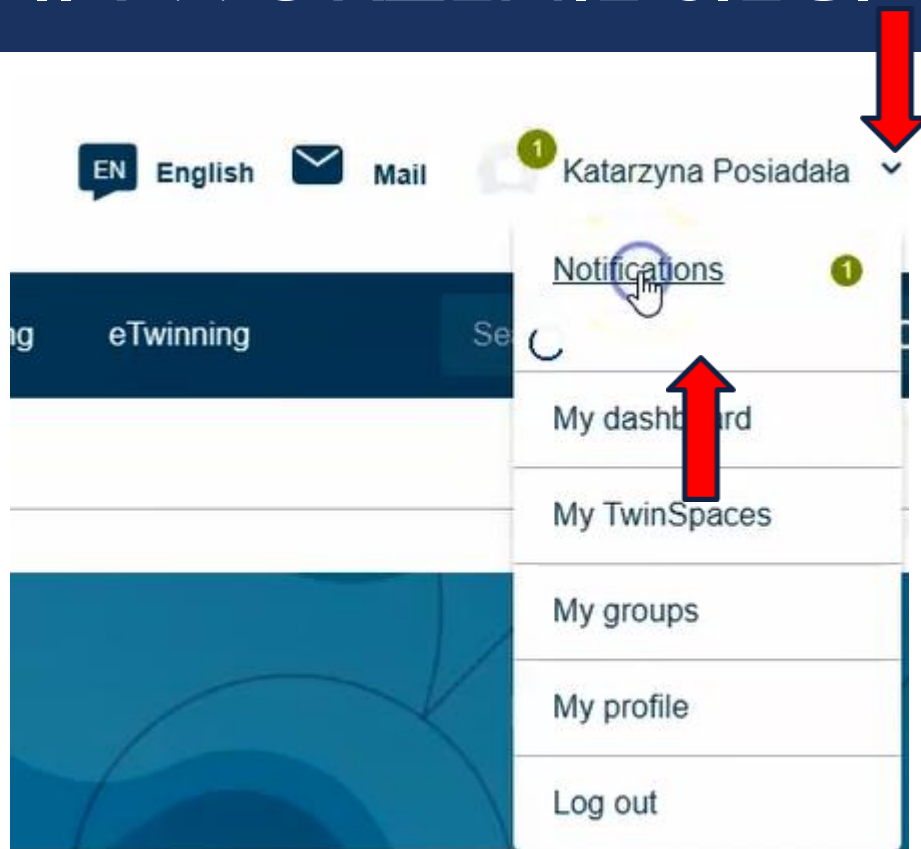 EN English Mail 1 Katarzyna Posiadała
Notifications 1
eTwinning
My dashboard
My TwinSpaces
My groups
My profile
Log out